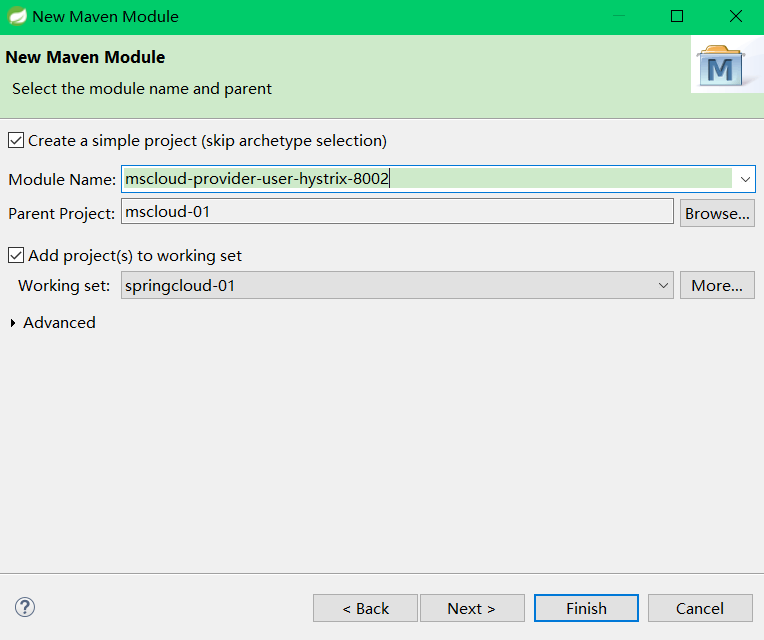 New Maven Module
New Maven Module
Select the module name and parent
M
Create a simple project (skip archetype selection)
Module Name: mscloud-provider-user-hystrix-8002
Parent Project: mscloud-01 Browse...
Add project(s) to working set
Working set: springcloud-01 More...
Advanced
? < Back Next > Finish Cancel